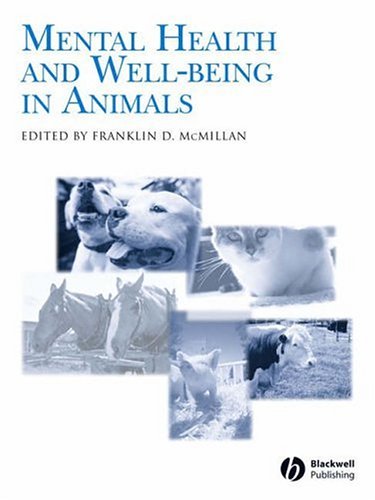 Mental Health
and Well-being
in Animals
Edited by Franklin D. McMillan
Blackwell
Publishing